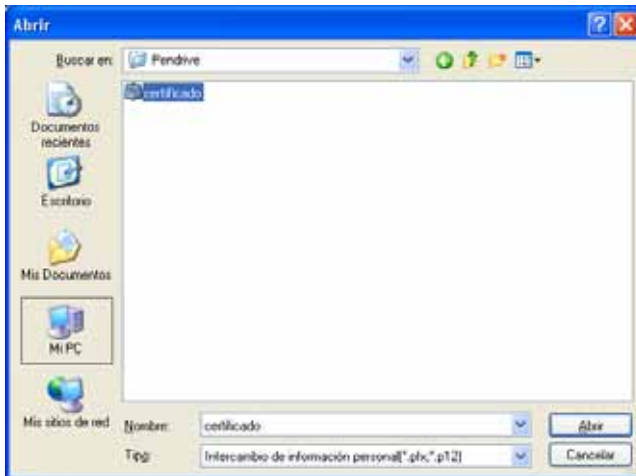 Abrir
Buscar en:
Pendrive
certificado
Documentos
recientes
Escritorio
Mis Documentos
Mi PC
Mis sitios de red
Nombre:
certificado
Abrir
Tipo:
Intercambio de información personal(*.pfx;*.p12)
Cancelar